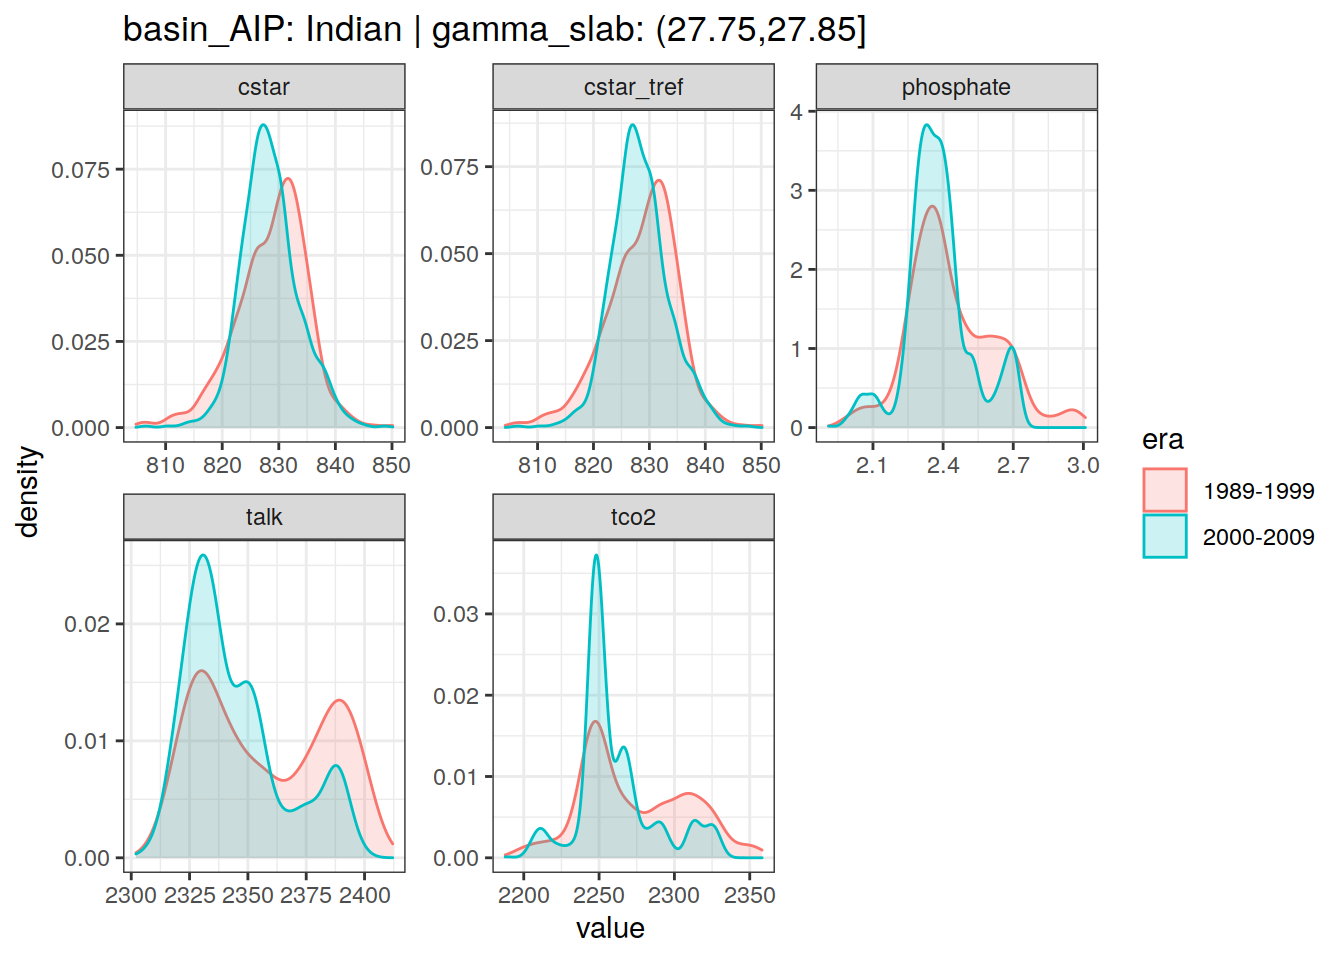 basin_AIP: Indian | gamma_slab: (27.75,27.85]
cstar
cstar_tref
phosphate
0.075
0.050
0.025
0.000
810 820 830 840 850
0.075
0.050
0.025
0.000
810 820 830 840 850
4
3
2
1
0
2.1 2.4 2.7 3.0
talk
tco2
0.02
0.01
0.00
2300 2325 2350 2375 2400
0.03
0.02
0.01
0.00
2200 2250 2300 2350
density
value
era
1989-1999
2000-2009